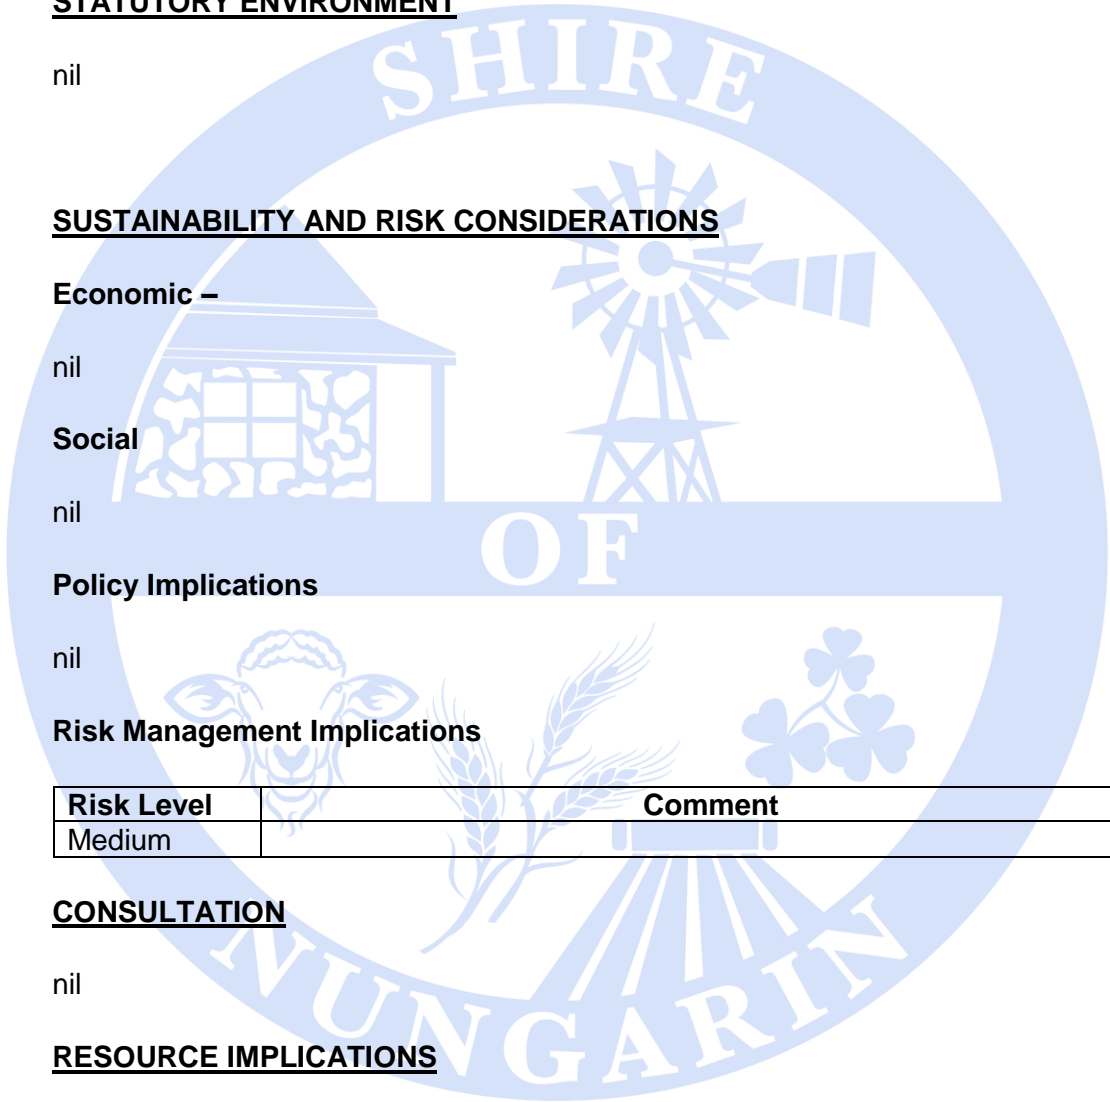 STATUTORY ENVIRONMENT
nil
SUSTAINABILITY AND RISK CONSIDERATIONS
Economic –
nil
Social
nil
Policy Implications
nil
Risk Management Implications
Risk Level Comment
Medium
CONSULTATION
nil
RESOURCE IMPLICATIONS
SHIRE
OF
NUNGARIN